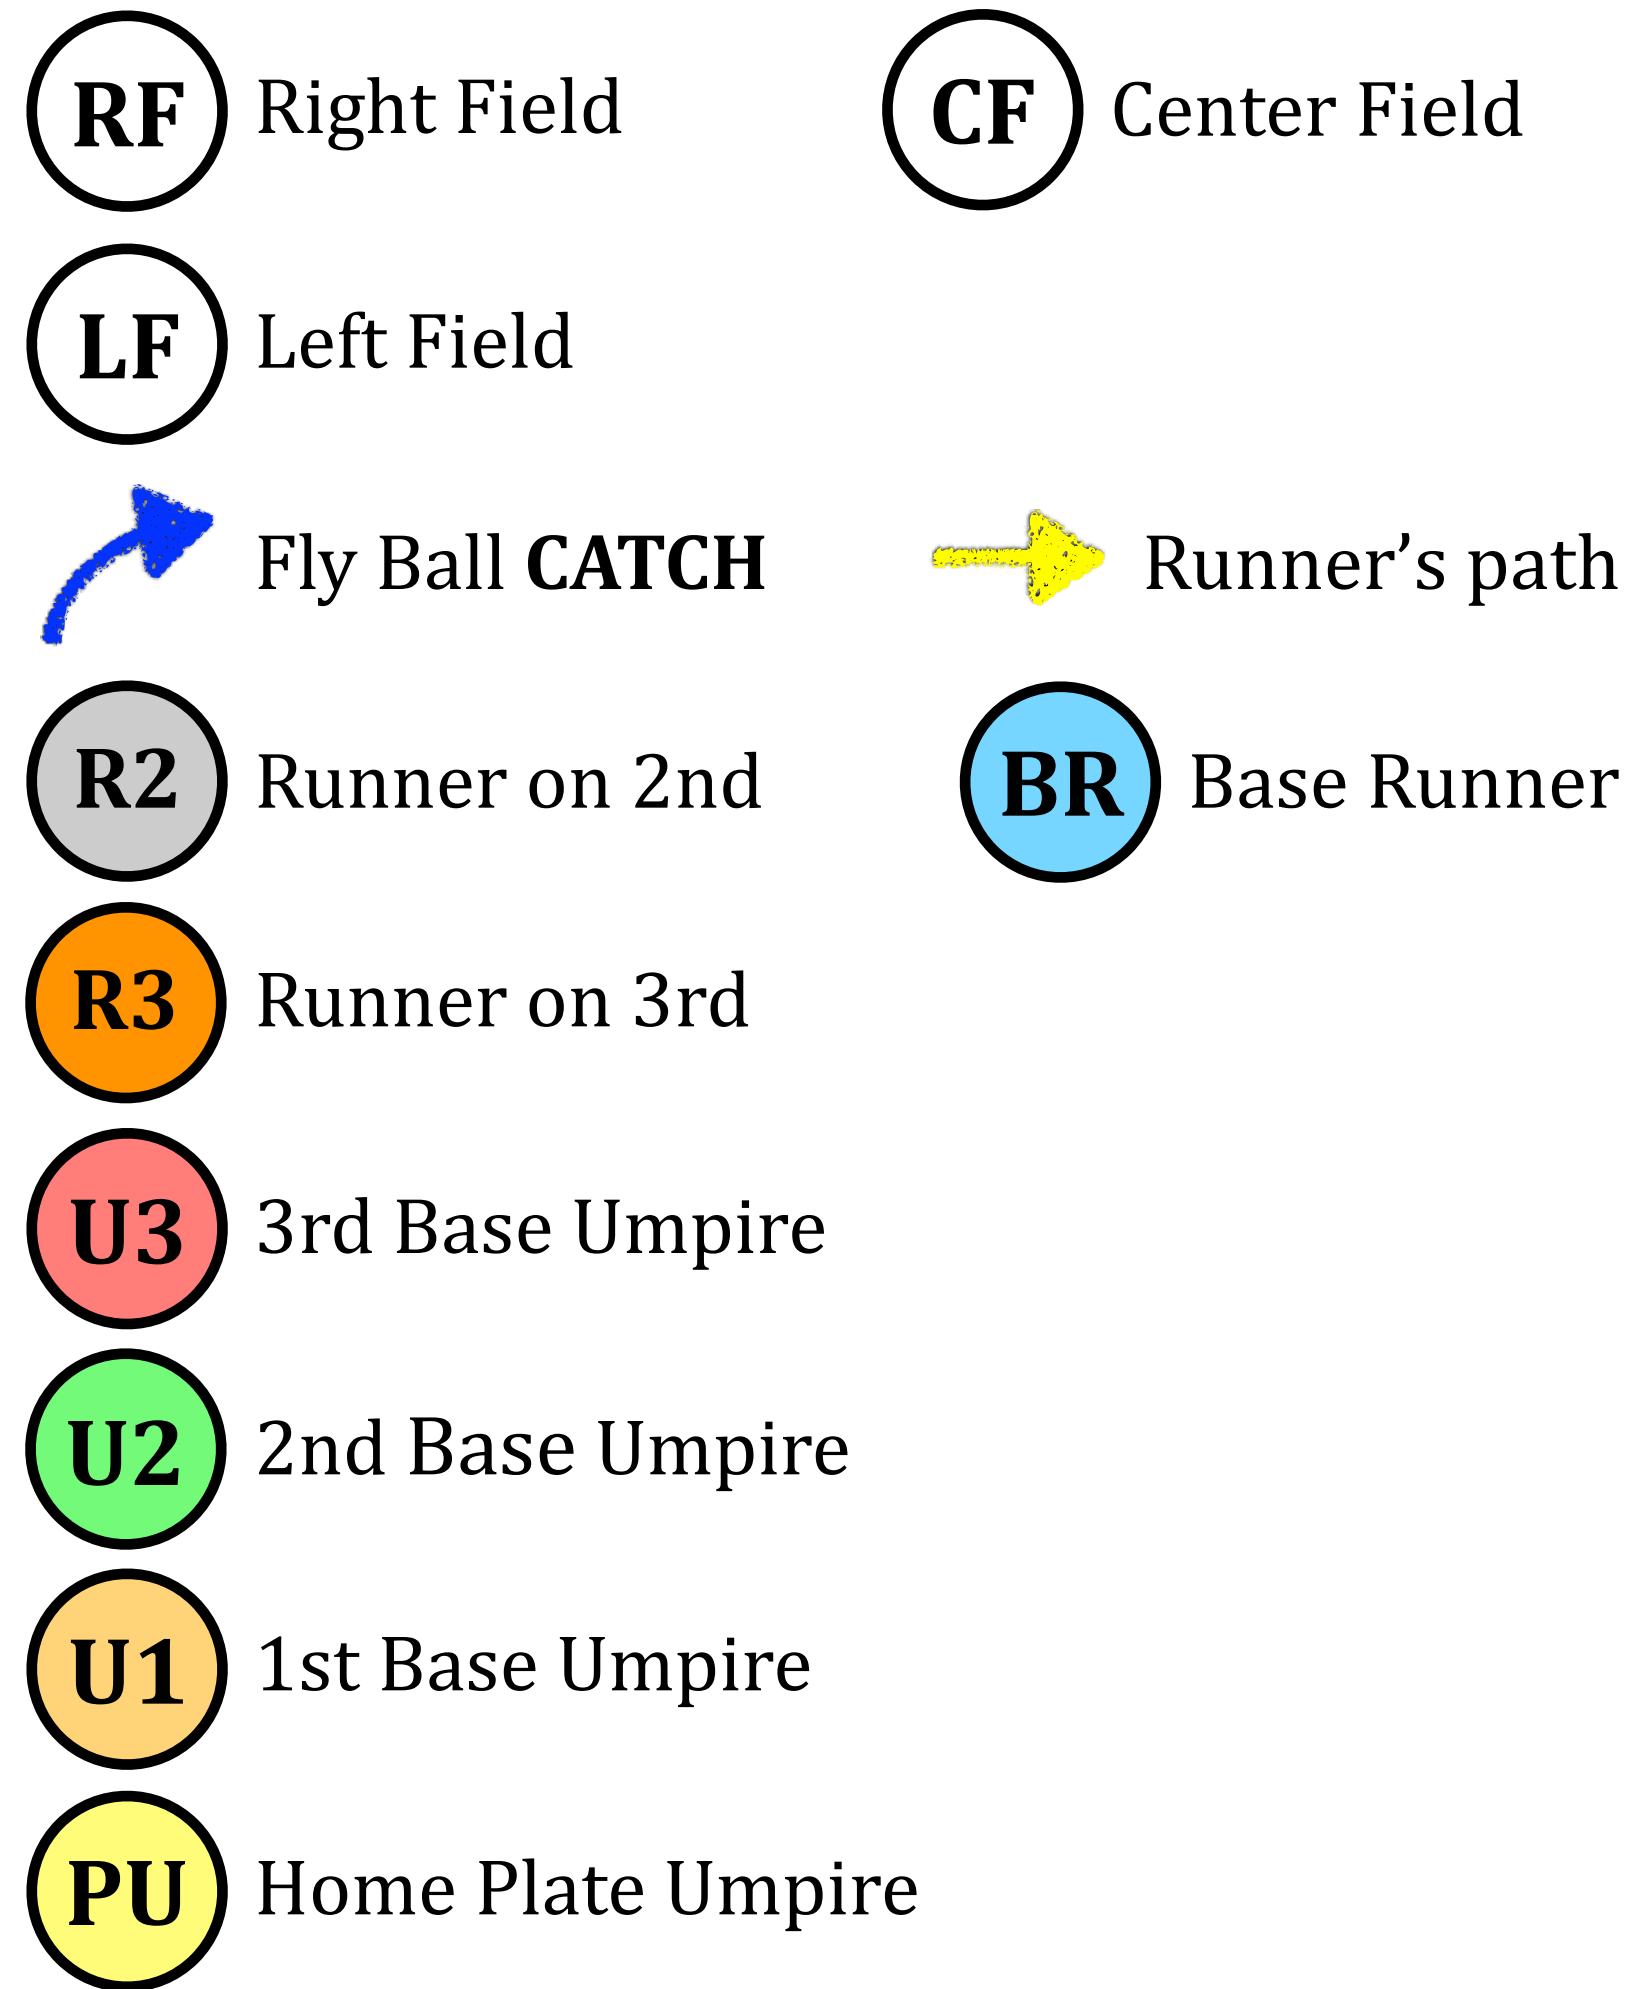 RF Right Field CF Center Field
LF Left Field
Fly Ball CATCH Runner’s path
R2 Runner on 2nd BR Base Runner
R3 Runner on 3rd
U3 3rd Base Umpire
U2 2nd Base Umpire
U1 1st Base Umpire
PU Home Plate Umpire